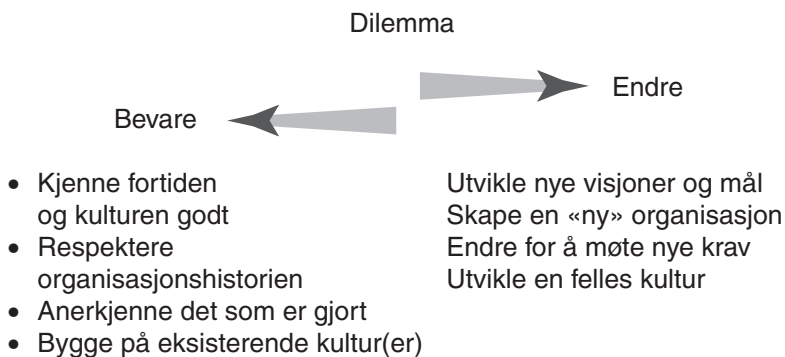 Dilemma
Endre
Bevare
• Kjenne fortiden
og kulturen godt
• Respektere
organisasjonshistorien
• Anerkjenne det som er gjort
• Bygge på eksisterende kultur(er)
Utvikle nye visjoner og mål
Skape en «ny» organisasjon
Endre for å møte nye krav
Utvikle en felles kultur